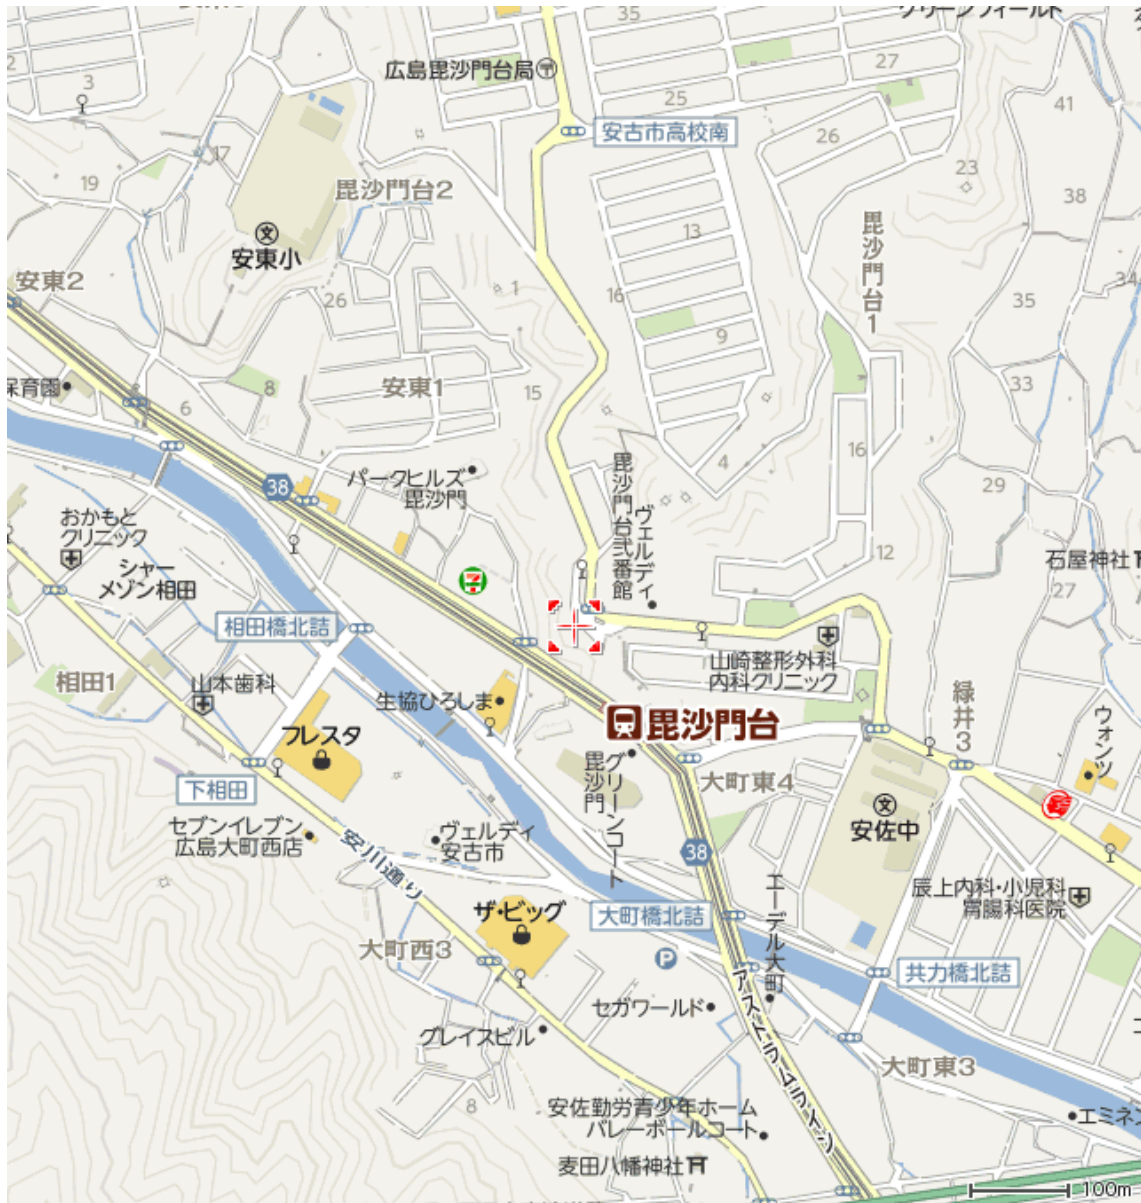 35
グリーンフィールド
広島毘沙門台局
27
3
25
41
安古市高校南
26
17
23
19
毘沙門台2
38
13
毘沙門台1
安東小
安東2
34
26
1
16
35
9
保育園
8
安東1
15
33
6
16
4
パークヒルズ
毘沙門
38
29
毘沙門台弐番館
ヴェルディ
おかもと
クリニック
12
石屋神社
シャー
メゾン相田
27
相田橋北詰
山崎整形外科
内科クリニック
相田1
山本歯科
生協ひろしま
緑井3
毘沙門台
フレスタ
ウォンツ
グリーンコート
毘沙門
大町東4
下相田
安佐中
セブンイレブン
広島大町西店
ヴェルディ
安古市
38
安川通り
エーデル大町
辰上内科・小児科
胃腸科医院
ザ・ビッグ
大町橋北詰
大町西3
P
共力橋北詰
セガワールド
アストラムライン
グレイスビル
大町東3
8
安佐勤労青少年ホーム
バレーボールコート
エミネ
麦田八幡神社
100m